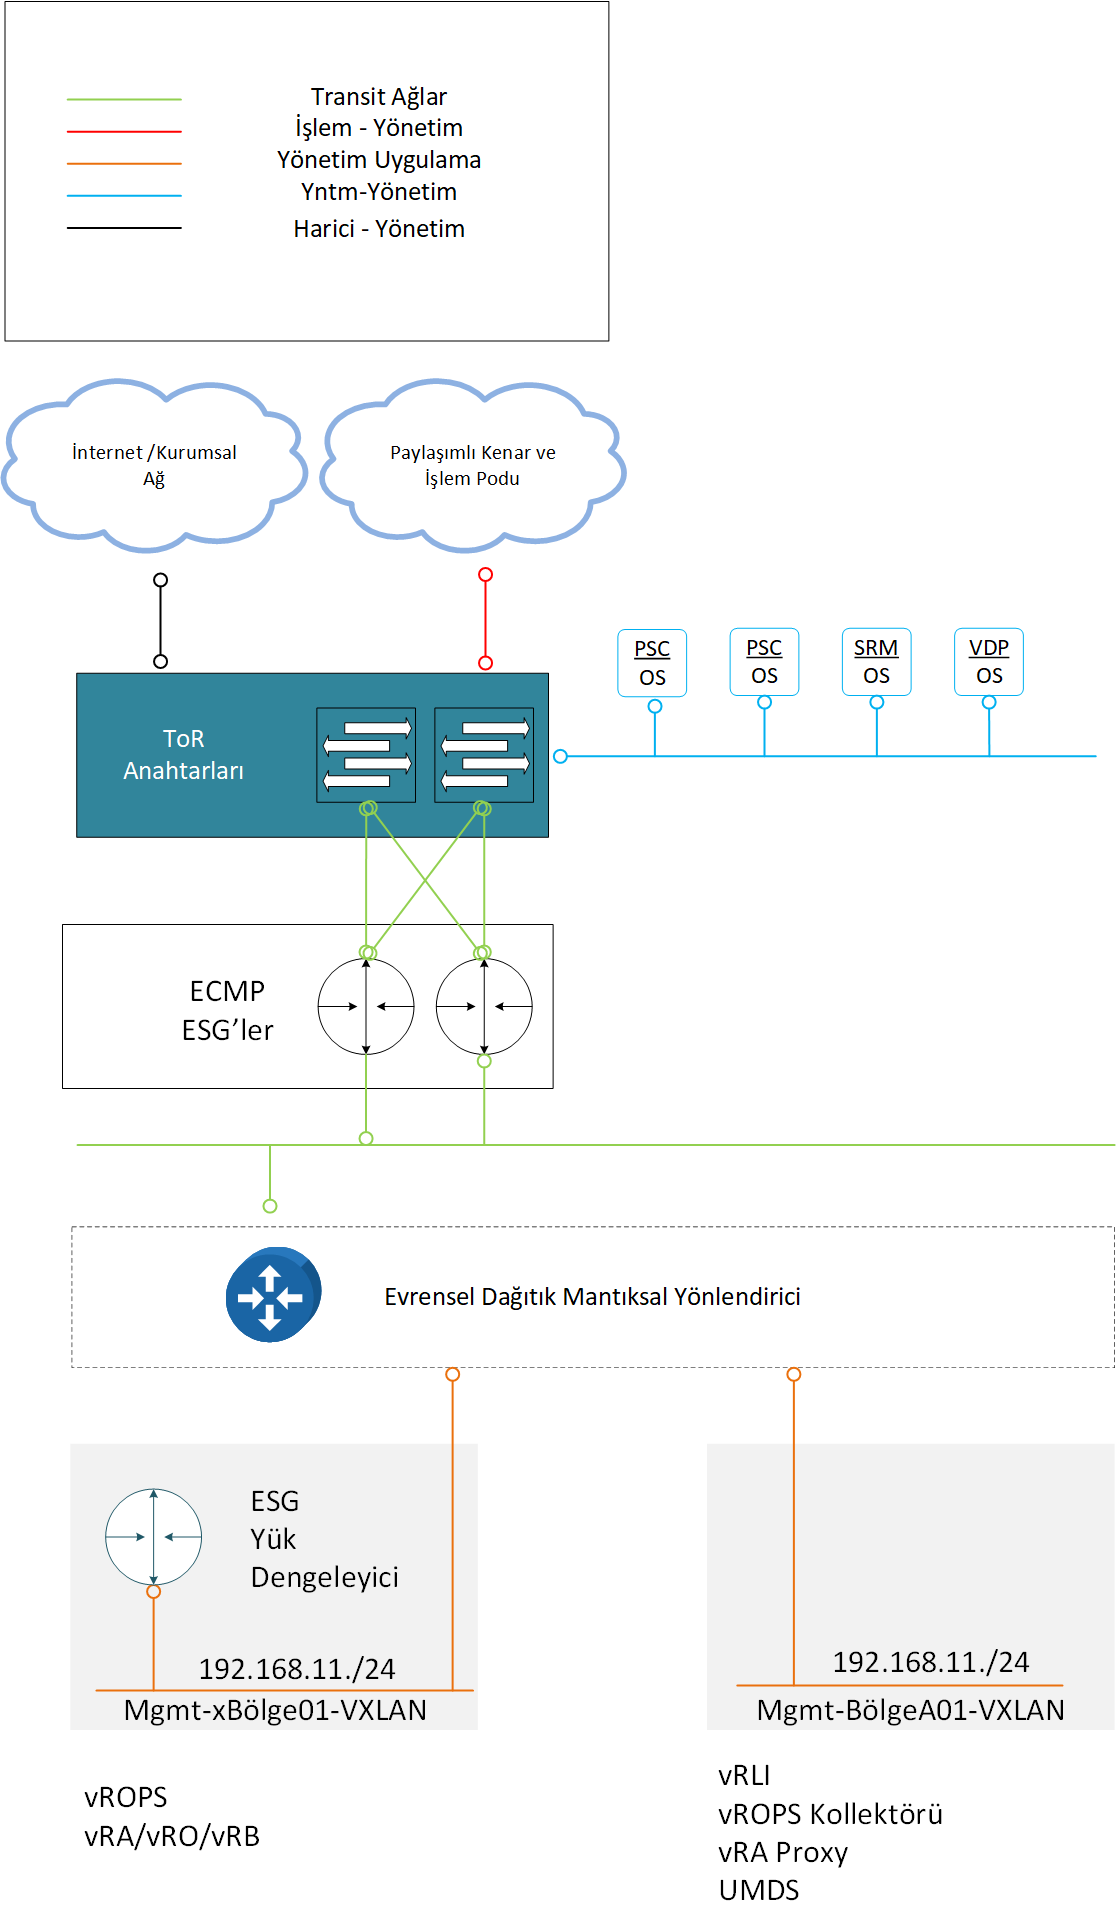 Transit Ağlar
İşlem - Yönetim
Yönetim Uygulama
Yntm-Yönetim
Harici - Yönetim
İnternet /Kurumsal
Ağ
Paylaşımlı Kenar ve
İşlem Podu
PSC
OS
PSC
OS
SRM
OS
VDP
OS
ToR
Anahtarları
ECMP
ESG’ler
Evrensel Dağıtık Mantıksal Yönlendirici
ESG
Yük
Dengeleyici
192.168.11./24
Mgmt-xBölge01-VXLAN
192.168.11./24
Mgmt-BölgeA01-VXLAN
vROPS
vRA/vRO/vRB
vRLI
vROPS Kollektörü
vRA Proxy
UMDS